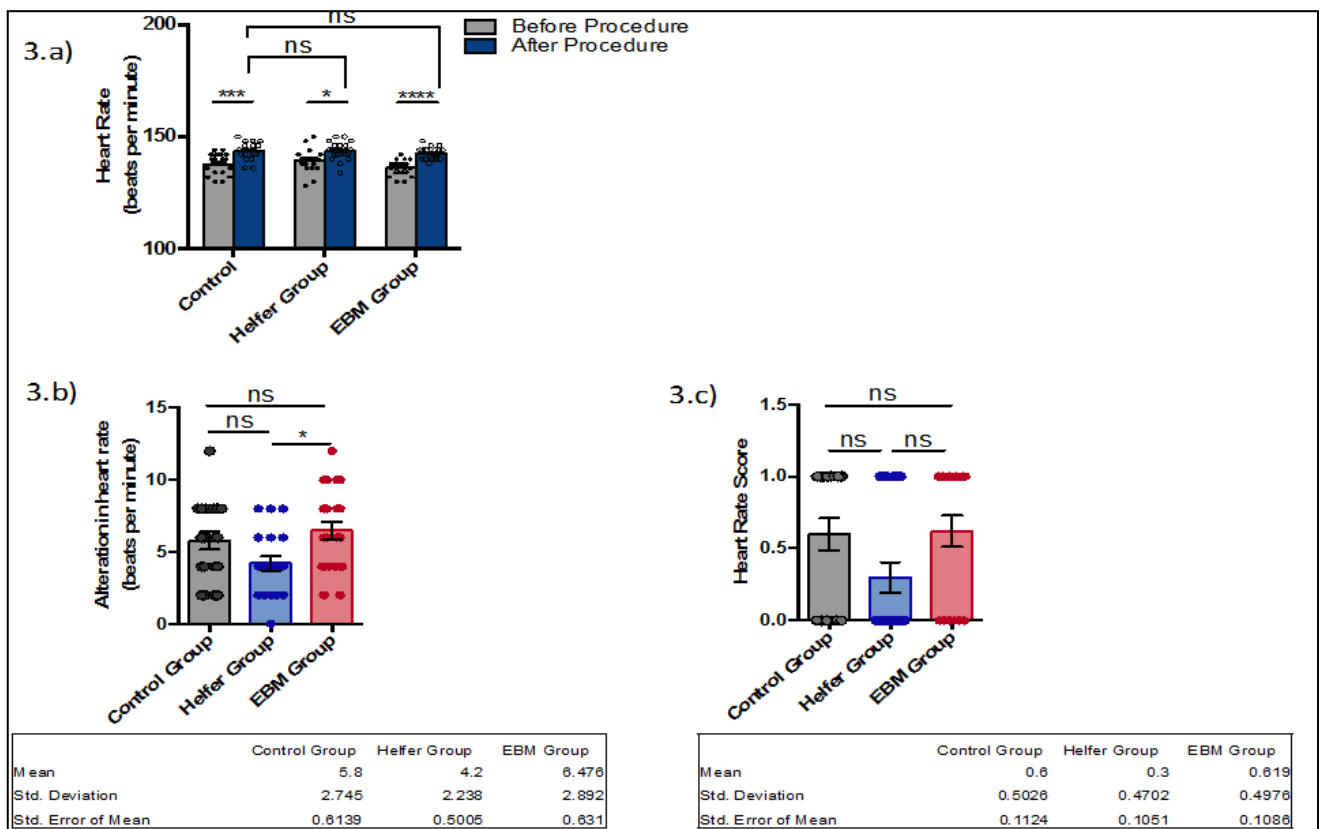 3.a)
200
150
100
Heart Rate
(beats per minute)
ns
ns
***
*
****
Before Procedure
After Procedure
Control
Helfer Group
EBM Group
3.b)
15
10
5
0
Alteration in heart rate
(beats per minute)
ns
ns
*
Control Group
Helfer Group
EBM Group
3.c)
1.5
1.0
0.5
0.0
Heart Rate Score
ns
ns
ns
Control Group
Helfer Group
EBM Group
Control Group Helfer Group EBM Group
Mean 5.8 4.2 6.476
Std. Deviation 2.745 2.238 2.892
Std. Error of Mean 0.6139 0.5005 0.631
Control Group Helfer Group EBM Group
Mean 0.6 0.3 0.619
Std. Deviation 0.5026 0.4702 0.4976
Std. Error of Mean 0.1124 0.1051 0.1086